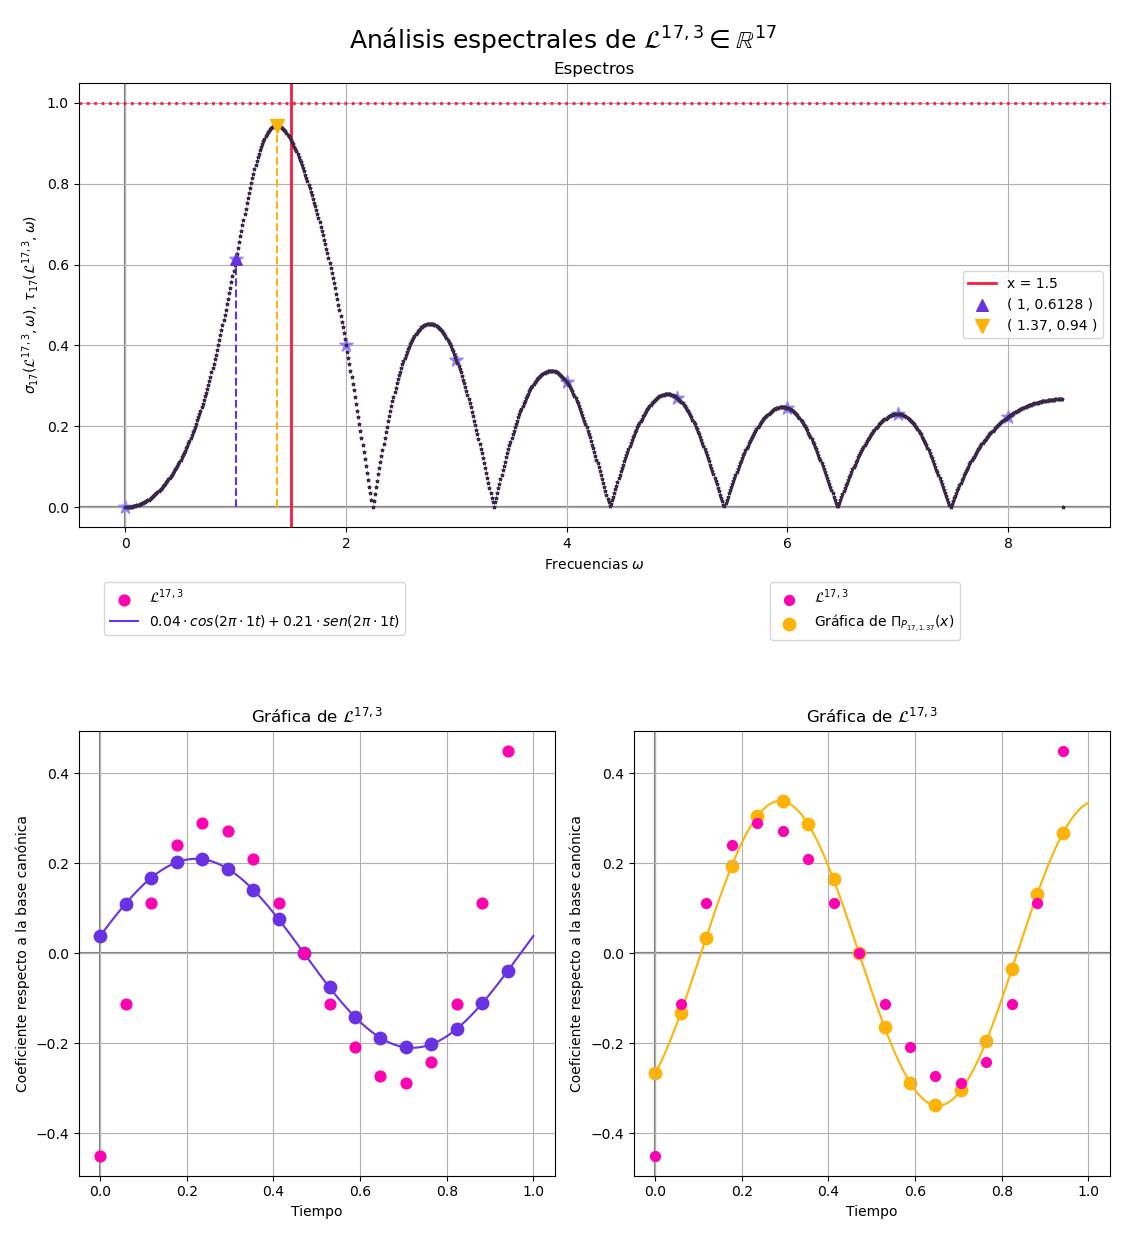 Análisis espectrales de 𝓛^{17,3} ∈ ℝ^{17}
Espectros
1.0
0.8
0.6
0.4
0.2
0.0
σ_{17}(𝓛^{17,3}, ω), τ_{17}(𝓛^{17,3}, ω)
x = 1.5
( 1, 0.6128 )
( 1.37, 0.94 )
0 2 4 6 8
Frecuencias ω
𝓛^{17,3}
0.04 · cos(2π · 1t) + 0.21 · sen(2π · 1t)
𝓛^{17,3}
Gráfica de Π_{P_{17,1.37}}(x)
Gráfica de 𝓛^{17,3}
0.4
0.2
0.0
−0.2
−0.4
Coeficiente respecto a la base canónica
0.0 0.2 0.4 0.6 0.8 1.0
Tiempo
Gráfica de 𝓛^{17,3}
0.4
0.2
0.0
−0.2
−0.4
Coeficiente respecto a la base canónica
0.0 0.2 0.4 0.6 0.8 1.0
Tiempo